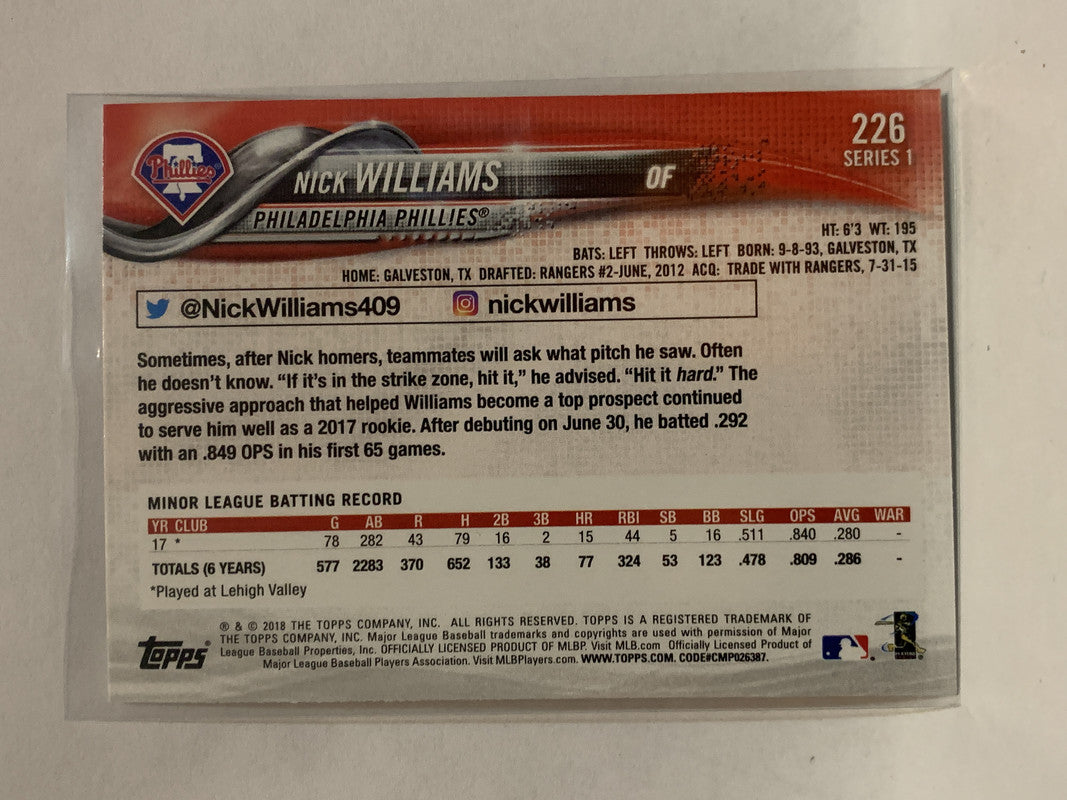 226
SERIES 1
Phillies
NICK WILLIAMS OF
PHILADELPHIA PHILLIES®
HT: 6'3 WT: 195
BATS: LEFT THROWS: LEFT BORN: 9-8-93, GALVESTON, TX
HOME: GALVESTON, TX DRAFTED: RANGERS #2-JUNE, 2012 ACQ: TRADE WITH RANGERS, 7-31-15
@NickWilliams409 nickwilliams
Sometimes, after Nick homers, teammates will ask what pitch he saw. Often
he doesn't know. “If it's in the strike zone, hit it,” he advised. “Hit it hard.” The
aggressive approach that helped Williams become a top prospect continued
to serve him well as a 2017 rookie. After debuting on June 30, he batted .292
with an .849 OPS in his first 65 games.
MINOR LEAGUE BATTING RECORD
YR CLUB G AB R H 2B 3B HR RBI SB BB SLG OPS AVG WAR
17 * 78 282 43 79 16 2 15 44 5 16 .511 .840 .280 -
TOTALS (6 YEARS) 577 2283 370 652 133 38 77 324 53 123 .478 .809 .286 -
*Played at Lehigh Valley
® & © 2018 THE TOPPS COMPANY, INC. ALL RIGHTS RESERVED. TOPPS IS A REGISTERED TRADEMARK OF
THE TOPPS COMPANY, INC. Major League Baseball trademarks and copyrights are used with permission of Major
League Baseball Properties, Inc. OFFICIALLY LICENSED PRODUCT OF MLBP. Visit MLB.com Officially Licensed Product of
Major League Baseball Players Association. Visit MLBPlayers.com. WWW.TOPPS.COM. CODE#CMP026387.
TOPPS